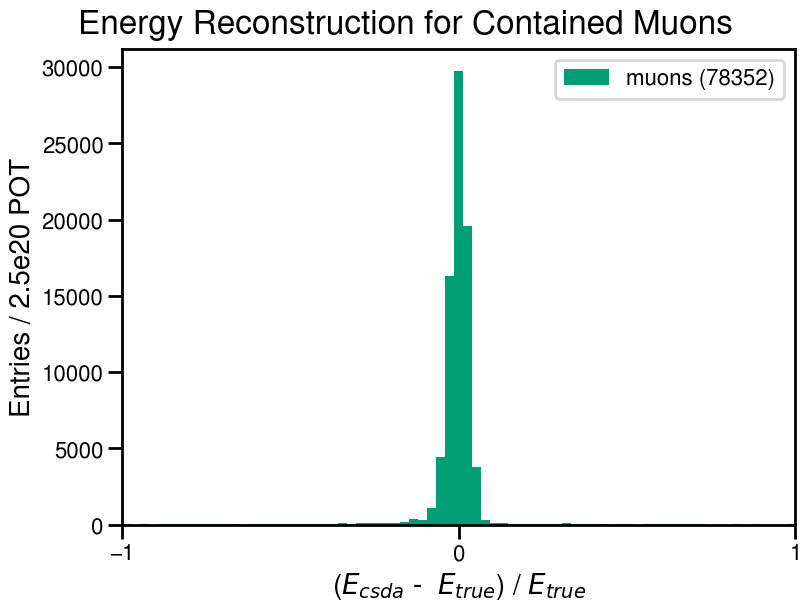 Energy Reconstruction for Contained Muons
muons (78352)
30000
25000
20000
15000
10000
5000
0
Entries / 2.5e20 POT
−1
0
1
(E_csda - E_true) / E_true